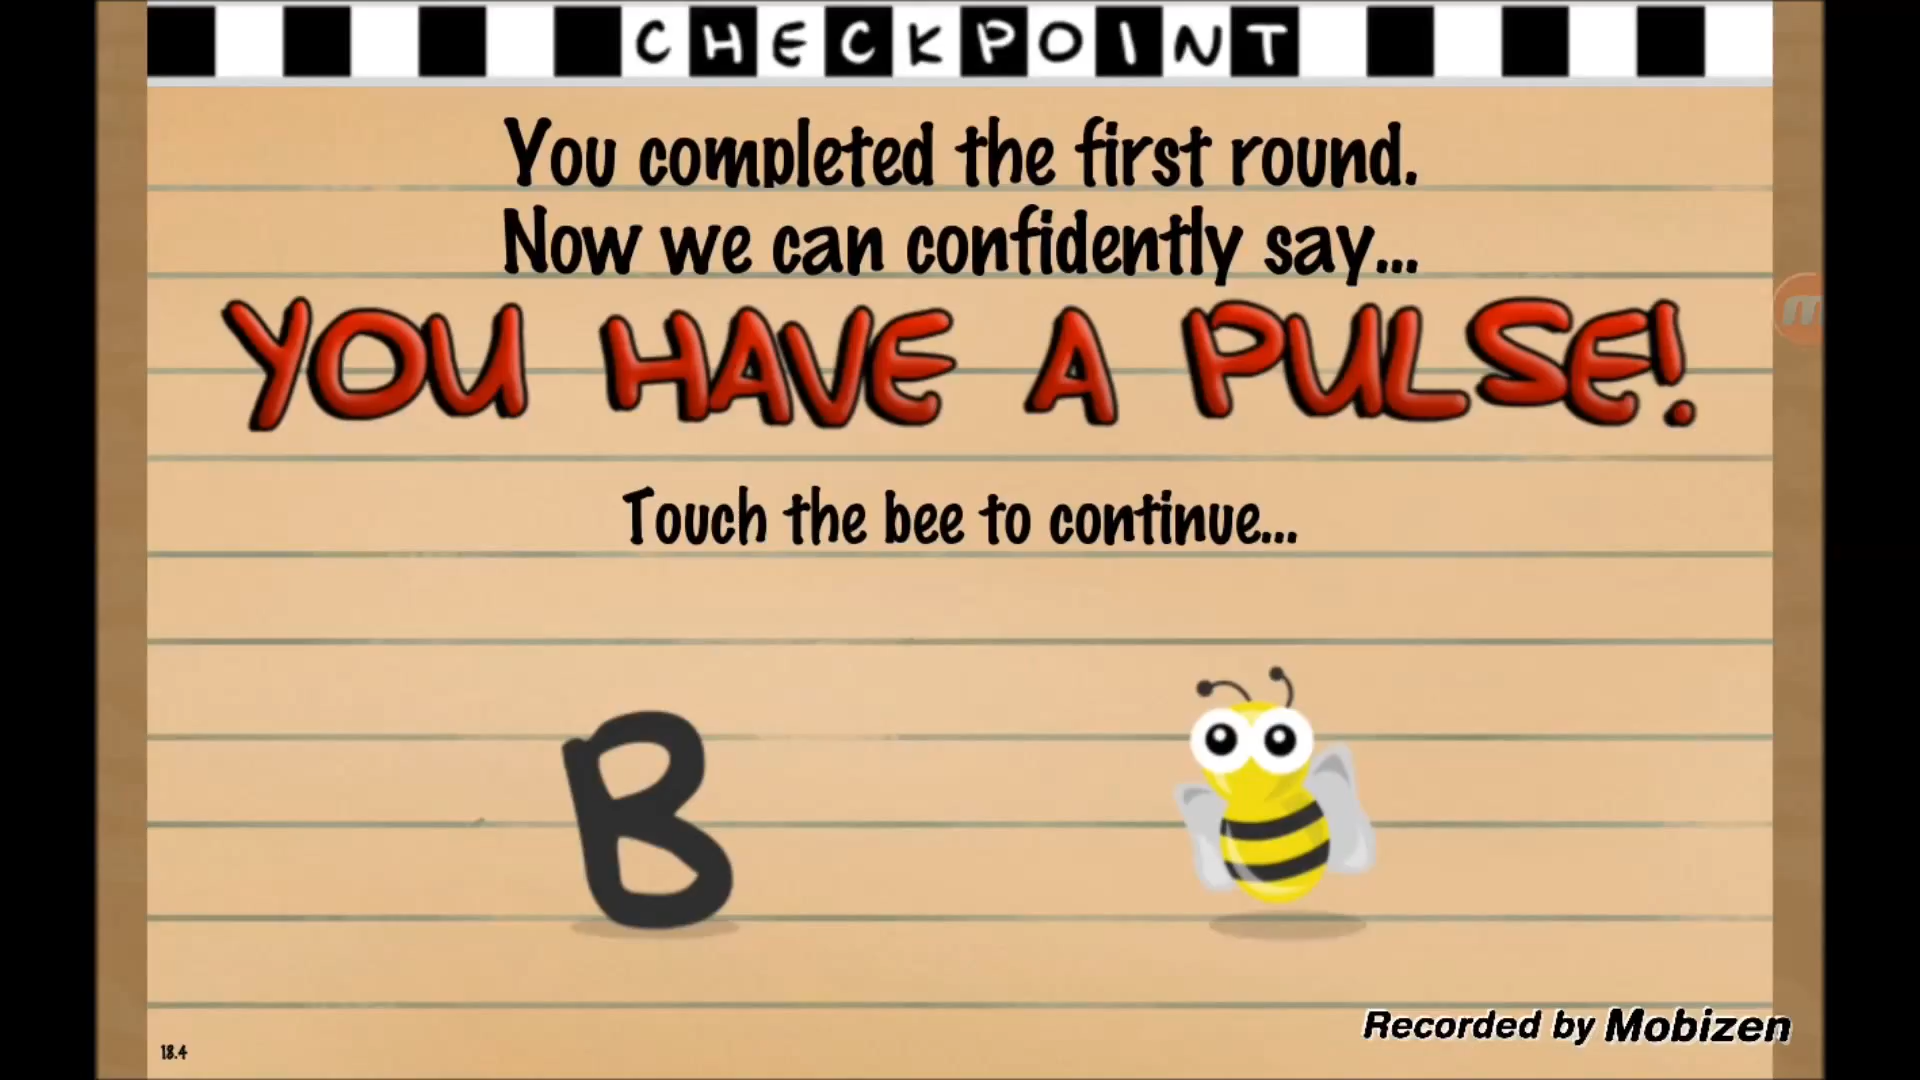 CHECKPOINT
You completed the first round.
Now we can confidently say...
YOU HAVE A PULSE!
Touch the bee to continue...
B
18.4
Recorded by Mobizen